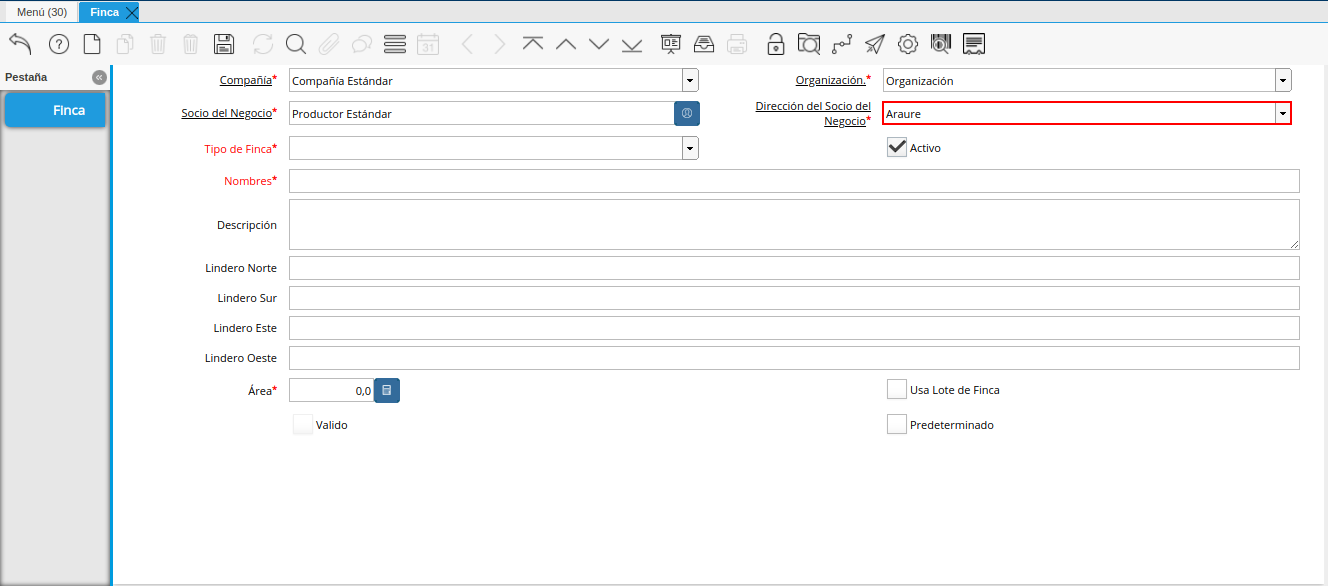 Menú (30)
Finca
31
Pestaña
Finca
Compañía*
Compañía Estándar
Organización.*
Organización
Socio del Negocio*
Productor Estándar
Dirección del Socio del
Negocio*
Araure
Tipo de Finca*
Activo
Nombres*
Descripción
Lindero Norte
Lindero Sur
Lindero Este
Lindero Oeste
Área*
0,0
Usa Lote de Finca
Valido
Predeterminado